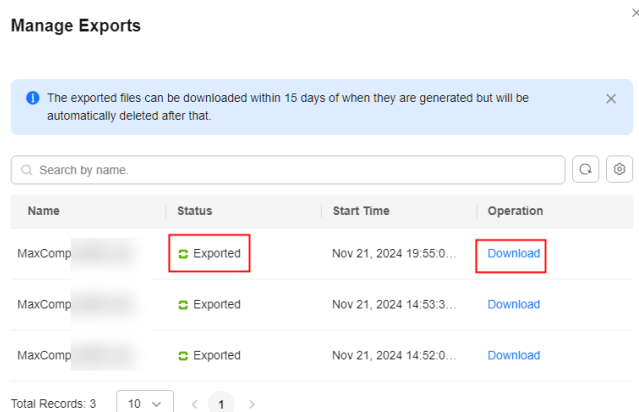 Manage Exports
The exported files can be downloaded within 15 days of when they are generated but will be
automatically deleted after that.
Search by name.
Name Status Start Time Operation
MaxComp Exported Nov 21, 2024 19:55:0... Download
MaxComp Exported Nov 21, 2024 14:53:3... Download
MaxComp Exported Nov 21, 2024 14:52:0... Download
Total Records: 3 10 < 1 >